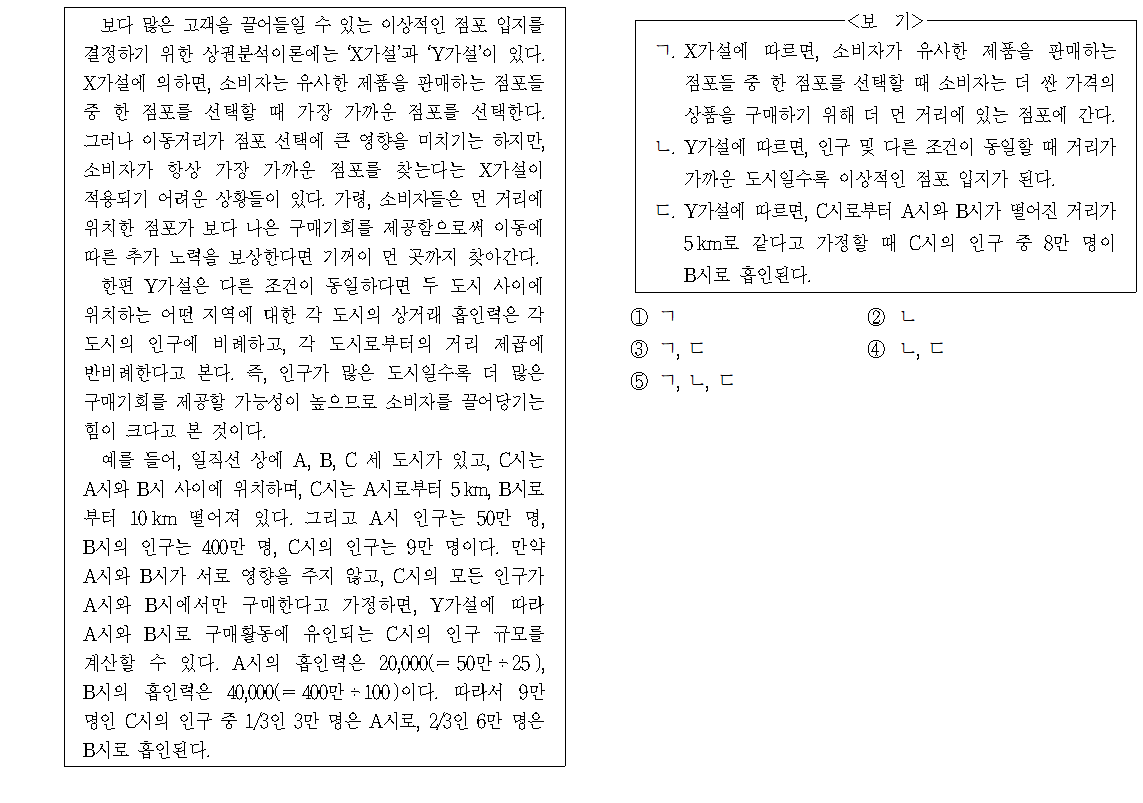 보다 많은 고객을 끌어들일 수 있는 이상적인 점포 입지를
결정하기 위한 상권분석이론에는 ‘X가설’과 ‘Y가설’이 있다.
X가설에 의하면, 소비자는 유사한 제품을 판매하는 점포들
중 한 점포를 선택할 때 가장 가까운 점포를 선택한다.
그러나 이동거리가 점포 선택에 큰 영향을 미치기는 하지만,
소비자가 항상 가장 가까운 점포를 찾는다는 X가설이
적용되기 어려운 상황들이 있다. 가령, 소비자들은 먼 거리에
위치한 점포가 보다 나은 구매기회를 제공함으로써 이동에
따른 추가 노력을 보상한다면 기꺼이 먼 곳까지 찾아간다.
한편 Y가설은 다른 조건이 동일하다면 두 도시 사이에
위치하는 어떤 지역에 대한 각 도시의 상거래 흡인력은 각
도시의 인구에 비례하고, 각 도시로부터의 거리 제곱에
반비례한다고 본다. 즉, 인구가 많은 도시일수록 더 많은
구매기회를 제공할 가능성이 높으므로 소비자를 끌어당기는
힘이 크다고 본 것이다.
예를 들어, 일직선 상에 A, B, C 세 도시가 있고, C시는
A시와 B시 사이에 위치하며, C시는 A시로부터 5km, B시로
부터 10km 떨어져 있다. 그리고 A시 인구는 50만 명,
B시의 인구는 400만 명, C시의 인구는 9만 명이다. 만약
A시와 B시가 서로 영향을 주지 않고, C시의 모든 인구가
A시와 B시에서만 구매한다고 가정하면, Y가설에 따라
A시와 B시로 구매활동에 유인되는 C시의 인구 규모를
계산할 수 있다. A시의 흡인력은 20,000(= 50만 ÷ 25),
B시의 흡인력은 40,000(= 400만 ÷ 100)이다. 따라서 9만
명인 C시의 인구 중 1/3인 3만 명은 A시로, 2/3인 6만 명은
B시로 흡인된다.
<보 기>
ㄱ. X가설에 따르면, 소비자가 유사한 제품을 판매하는
점포들 중 한 점포를 선택할 때 소비자는 더 싼 가격의
상품을 구매하기 위해 더 먼 거리에 있는 점포에 간다.
ㄴ. Y가설에 따르면, 인구 및 다른 조건이 동일할 때 거리가
가까운 도시일수록 이상적인 점포 입지가 된다.
ㄷ. Y가설에 따르면, C시로부터 A시와 B시가 떨어진 거리가
5km로 같다고 가정할 때 C시의 인구 중 8만 명이
B시로 흡인된다.
① ㄱ
② ㄴ
③ ㄱ, ㄷ
④ ㄴ, ㄷ
⑤ ㄱ, ㄴ, ㄷ